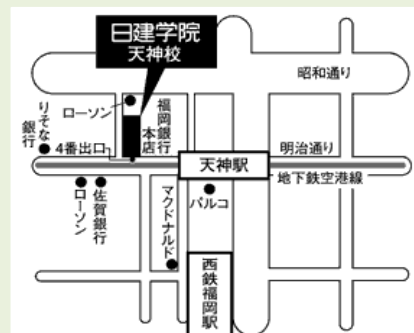 日建学院
天神校
昭和通り
ローソン
福岡銀行
本店
りそな
銀行
4番出口
天神駅
明治通り
地下鉄空港線
ローソン
佐賀銀行
マクドナルド
パルコ
西鉄福岡駅